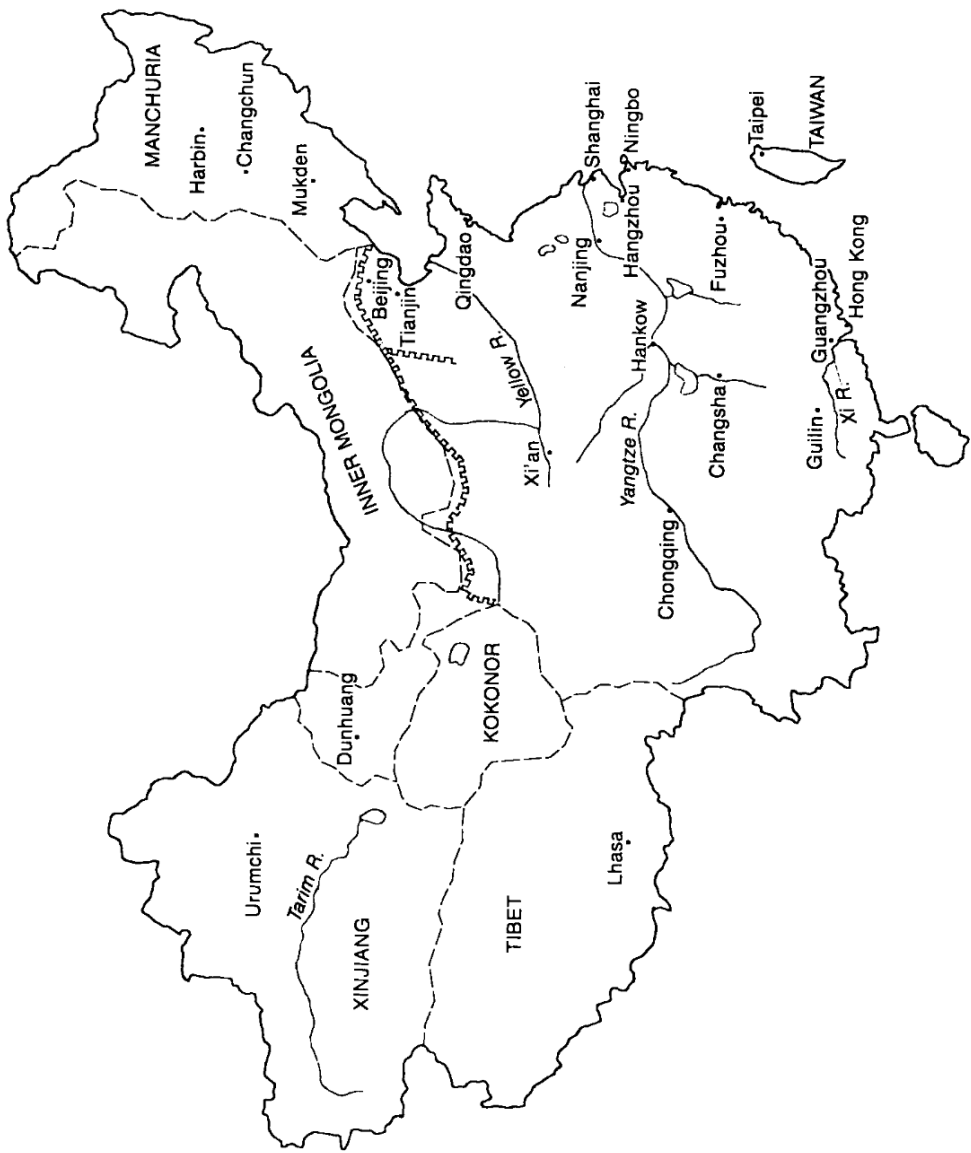 MANCHURIA
Harbin
Changchun
Mukden
INNER MONGOLIA
Beijing
Tianjin
Qingdao
Yellow R.
Xi'an
Urumchi
Tarim R.
XINJIANG
Dunhuang
KOKONOR
TIBET
Lhasa
Shanghai
Ningbo
Nanjing
Hangzhou
Hankow
Yangtze R.
Chongqing
Changsha
Fuzhou
Taipei
TAIWAN
Guangzhou
Hong Kong
Guilin
Xi R.